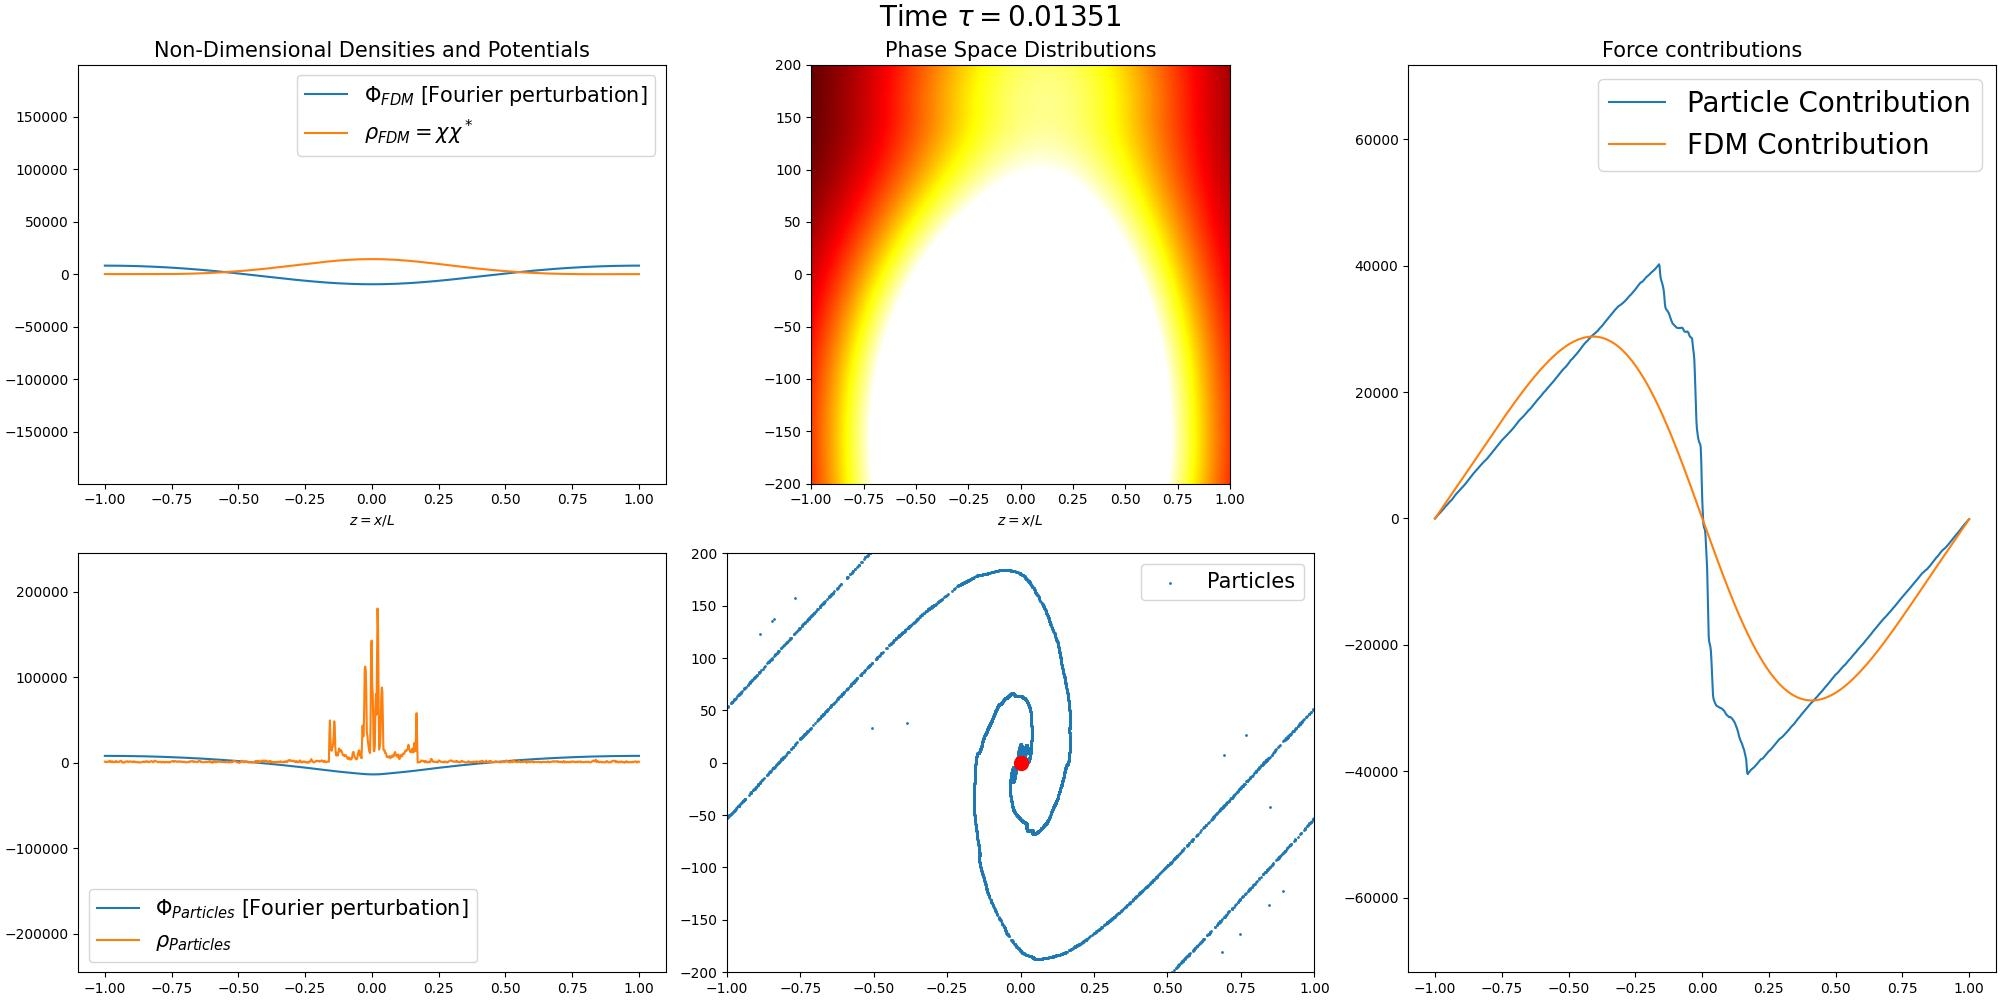 Time τ = 0.01351
Non-Dimensional Densities and Potentials
Φ_FDM [Fourier perturbation]
ρ_FDM = χχ*
150000
100000
50000
0
−50000
−100000
−150000
−1.00 −0.75 −0.50 −0.25 0.00 0.25 0.50 0.75 1.00
z = x/L
Phase Space Distributions
200
150
100
50
0
−50
−100
−150
−200
−1.00 −0.75 −0.50 −0.25 0.00 0.25 0.50 0.75 1.00
z = x/L
Force contributions
Particle Contribution
FDM Contribution
60000
40000
20000
0
−20000
−40000
−60000
−1.00 −0.75 −0.50 −0.25 0.00 0.25 0.50 0.75 1.00
200000
100000
0
−100000
−200000
Φ_Particles [Fourier perturbation]
ρ_Particles
−1.00 −0.75 −0.50 −0.25 0.00 0.25 0.50 0.75 1.00
Particles
200
150
100
50
0
−50
−100
−150
−200
−1.00 −0.75 −0.50 −0.25 0.00 0.25 0.50 0.75 1.00